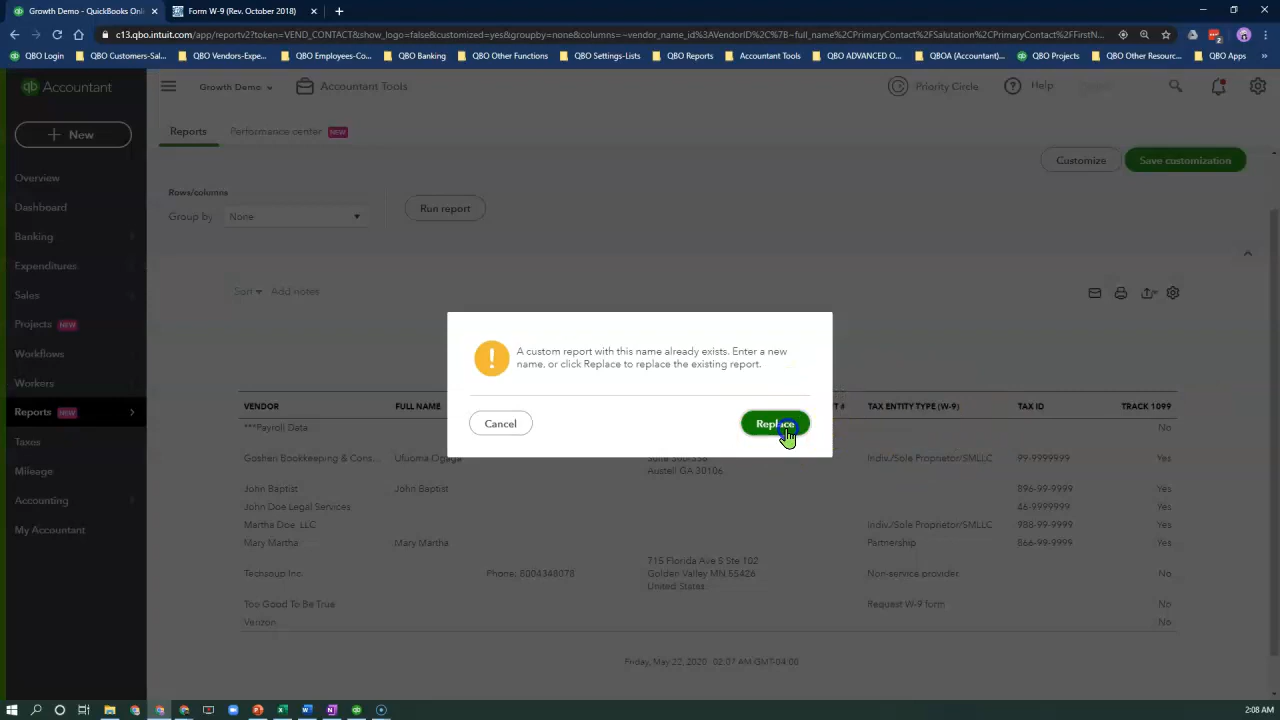 Growth Demo - QuickBooks Onli
Form W-9 (Rev. October 2018)
c13.qbo.intuit.com/app/reportv2?token=VEND_CONTACT&show_logo=false&customized=yes&groupby=none&columns=~vendor_name_id%3AVendorID%2C%7B~full_name%2CPrimaryContact%2FSalutation%2CPrimaryContact%2FFirstN...
QBO Login
QBO Customers-Sal...
QBO Vendors-Expe...
QBO Employees-Co...
QBO Banking
QBO Other Functions
QBO Settings-Lists
QBO Reports
Accountant Tools
QBO ADVANCED (O...
QBOA (Accountant)...
QBO Projects
QBO Other Resourc...
QBO Apps
»
qb Accountant
Growth Demo
Accountant Tools
Priority Circle
Help
+ New
Reports
Performance center NEW
Customize
Save customization
Overview
Dashboard
Banking
Expenditures
Sales
Projects NEW
Workflows
Workers
Reports NEW
Taxes
Mileage
Accounting
My Accountant
Rows/columns
Group by None
Run report
Sort
Add notes
A custom report with this name already exists. Enter a new
name, or click Replace to replace the existing report.
Cancel
Replace
VENDOR FULL NAME # TAX ENTITY TYPE (W-9) TAX ID TRACK 1099
***Payroll Data No
Goshen Bookkeeping & Cons... Ufuoma Ogaga Indiv./Sole Proprietor/SMLLC 99-9999999 Yes
Austell GA 30106
John Baptist John Baptist 896-99-9999 Yes
John Doe Legal Services 46-9999999 Yes
Martha Doe, LLC Indiv./Sole Proprietor/SMLLC 988-99-9999 Yes
Mary Martha Mary Martha Partnership 866-99-9999 Yes
715 Florida Ave S Ste 102
Techsoup Inc. Phone: 8004348078 Golden Valley MN 55426 Non-service provider No
United States
Too Good To Be True Request W-9 form No
Verizon No
Friday, May 22, 2020 02:07 AM GMT-04:00
2:08 AM